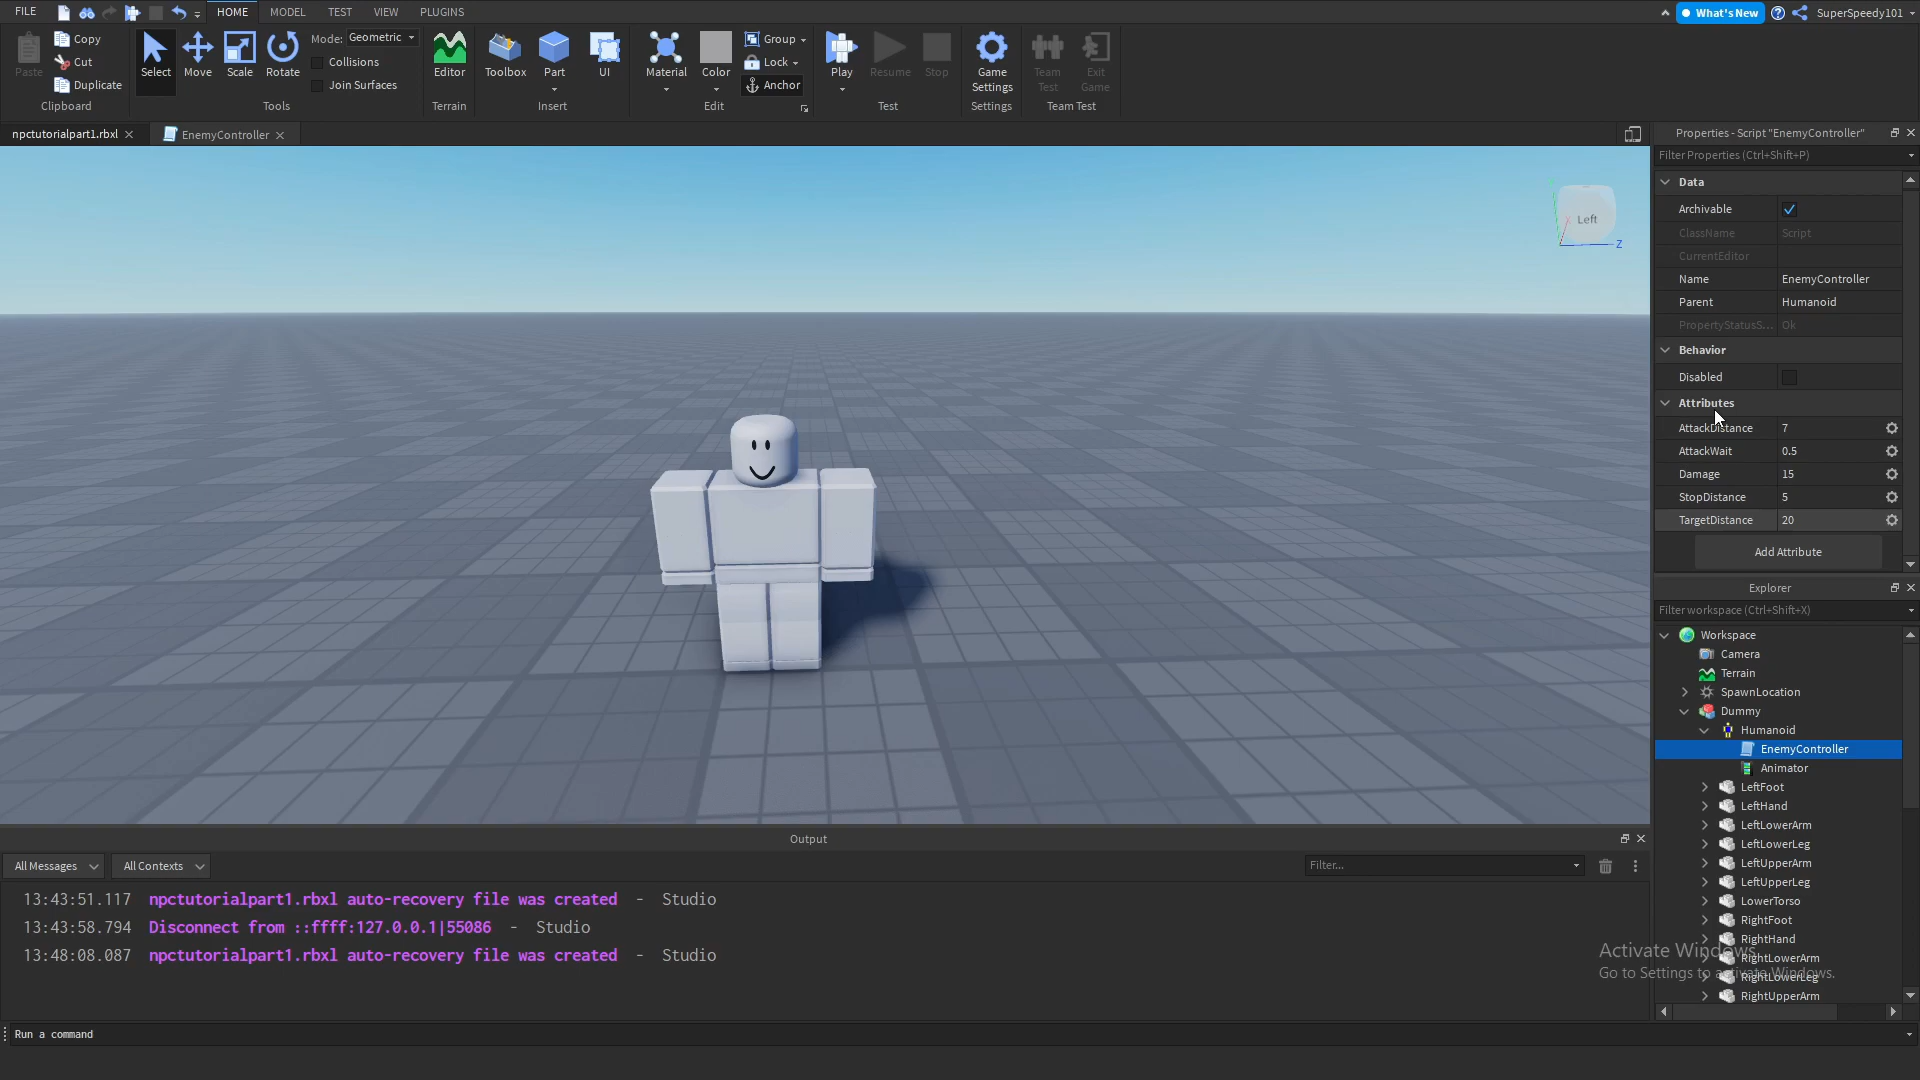 FILE
HOME
MODEL
TEST
VIEW
PLUGINS
What's New
SuperSpeedy101
Paste
Copy
Cut
Duplicate
Clipboard
Select
Move
Scale
Rotate
Mode: Geometric
Collisions
Join Surfaces
Tools
Editor
Terrain
Toolbox
Part
UI
Insert
Material
Color
Group
Lock
Anchor
Edit
Play
Resume
Stop
Test
Game
Settings
Settings
Team
Test
Exit
Game
Team Test
npctutorialpart1.rbxl
EnemyController
Left
Z
Properties - Script "EnemyController"
Filter Properties (Ctrl+Shift+P)
Data
Archivable
ClassName Script
CurrentEditor
Name EnemyController
Parent Humanoid
PropertyStatusS... Ok
Behavior
Disabled
Attributes
AttackDistance 7
AttackWait 0.5
Damage 15
StopDistance 5
TargetDistance 20
Add Attribute
Explorer
Filter workspace (Ctrl+Shift+X)
Workspace
Camera
Terrain
SpawnLocation
Dummy
Humanoid
EnemyController
Animator
LeftFoot
LeftHand
LeftLowerArm
LeftLowerLeg
LeftUpperArm
LeftUpperLeg
LowerTorso
RightFoot
RightHand
RightLowerArm
RightLowerLeg
RightUpperArm
Activate Windows
Go to Settings to activate Windows.
Output
All Messages
All Contexts
Filter...
13:43:51.117 npctutorialpart1.rbxl auto-recovery file was created - Studio
13:43:58.794 Disconnect from ::ffff:127.0.0.1|55086 - Studio
13:48:08.087 npctutorialpart1.rbxl auto-recovery file was created - Studio
Run a command